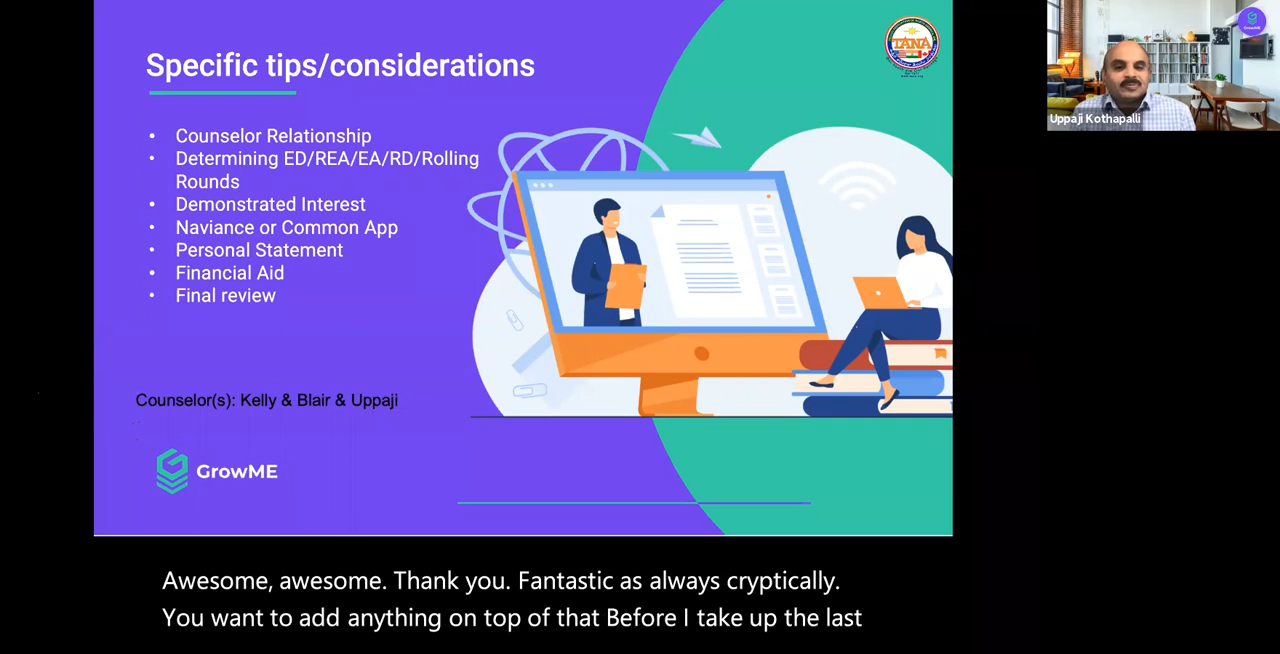 Specific tips/considerations
TANA
GrowME
Uppaji Kothapalli
• Counselor Relationship
• Determining ED/REA/EA/RD/Rolling
Rounds
• Demonstrated Interest
• Naviance or Common App
• Personal Statement
• Financial Aid
• Final review
Counselor(s): Kelly & Blair & Uppaji
GrowME
Awesome, awesome. Thank you. Fantastic as always cryptically.
You want to add anything on top of that Before I take up the last